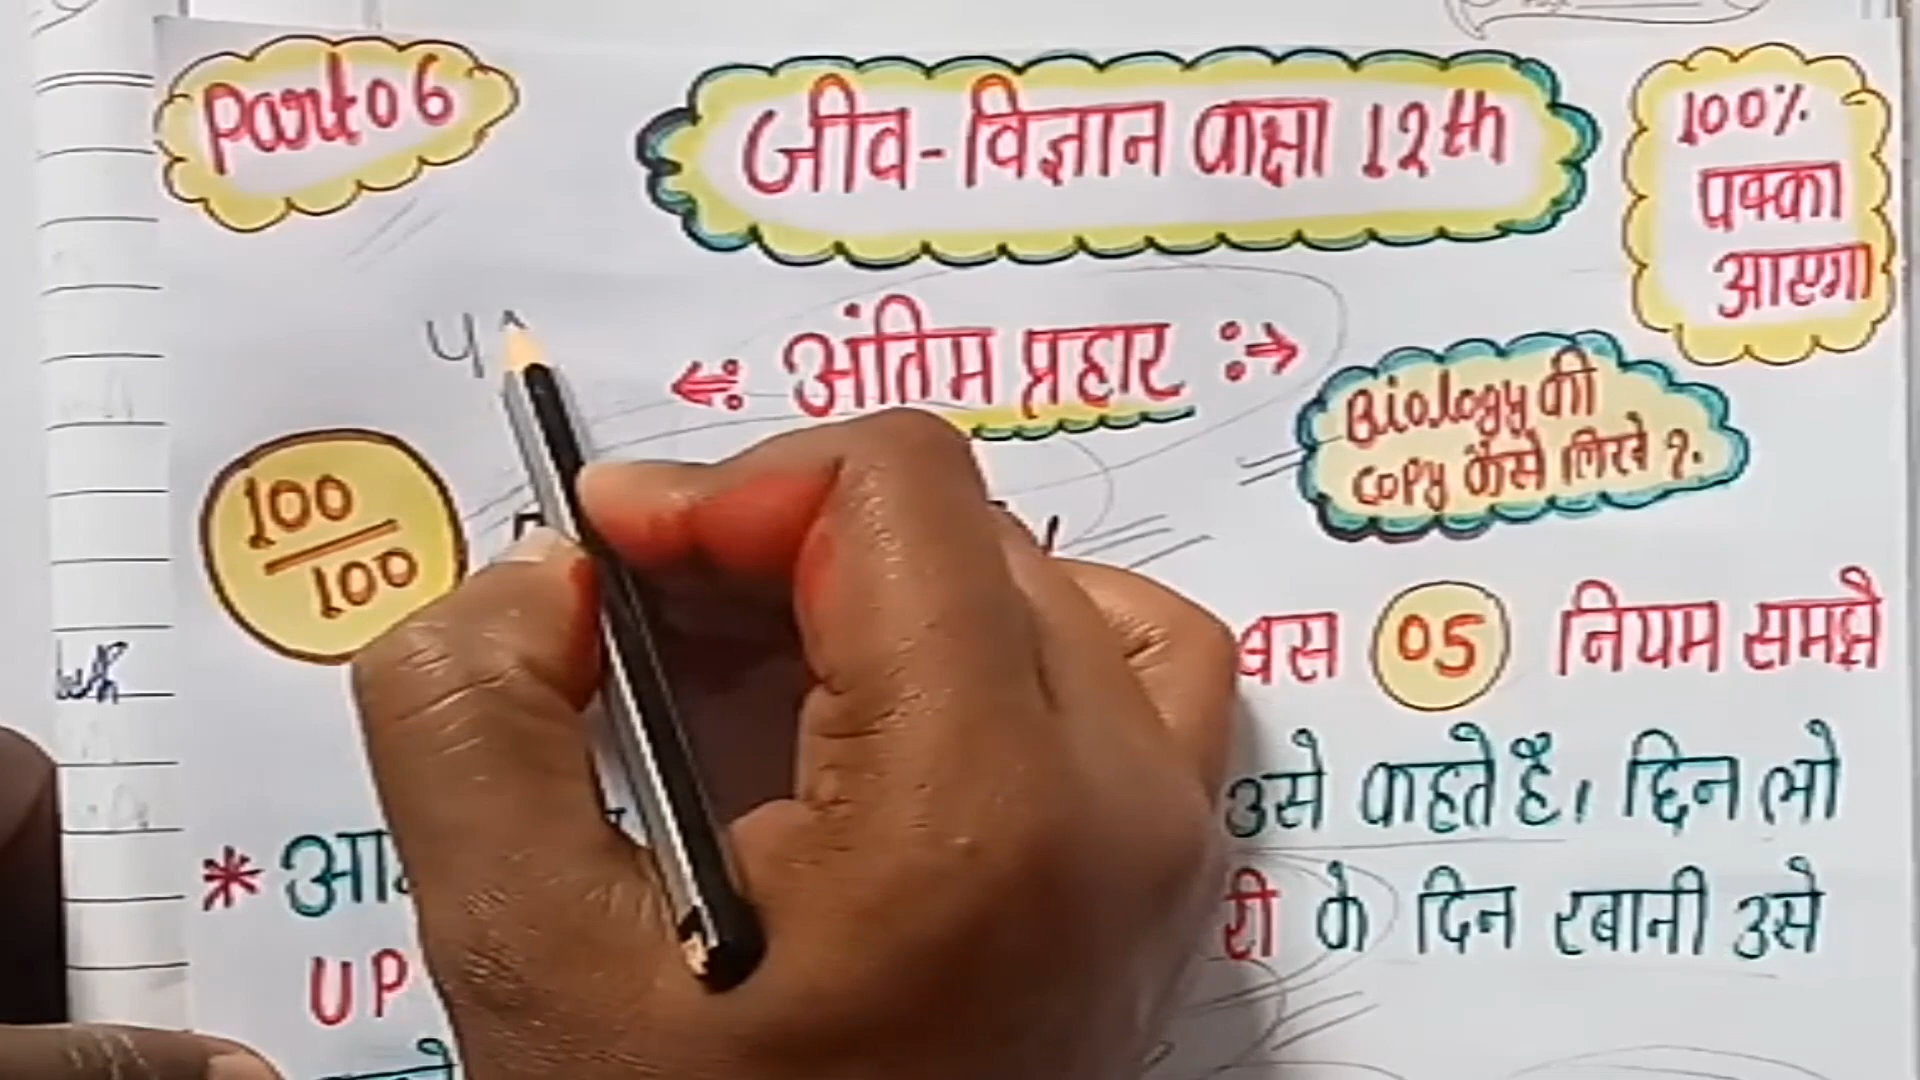 Part 06
जीव-विज्ञान कक्षा 12th
100%
पक्का
आएगा
अंतिम प्रहार
Biology की
Copy कैसे लिखे ?.
100
100
बस 05 नियम समझे
उसे कहते है। छिन लो
* 
री के दिन रबानी उसे
UP